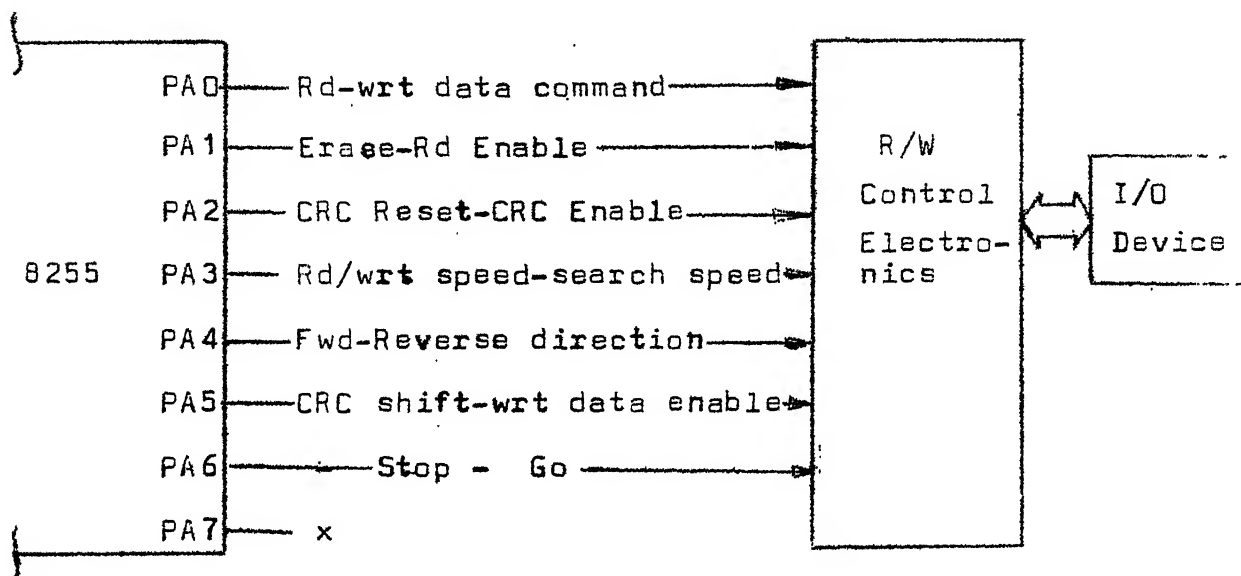 PA0 Rd-wrt data command
PA1 Erase-Rd Enable
PA2 CRC Reset-CRC Enable
8255 PA3 Rd/wrt speed-search speed
PA4 Fwd-Reverse direction
PA5 CRC shift-wrt data enable
PA6 Stop - Go
PA7 x
R/W
Control
Electro-
nics
I/O
Device